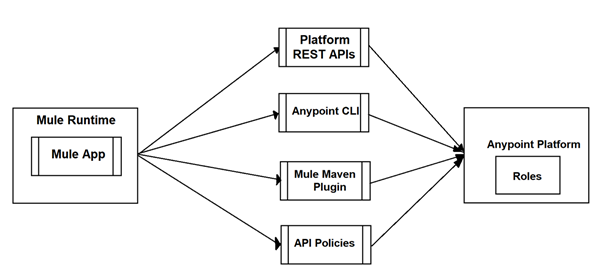 Platform
REST APIs
Mule Runtime
Mule App
Anypoint CLI
Mule Maven
Plugin
API Policies
Anypoint Platform
Roles